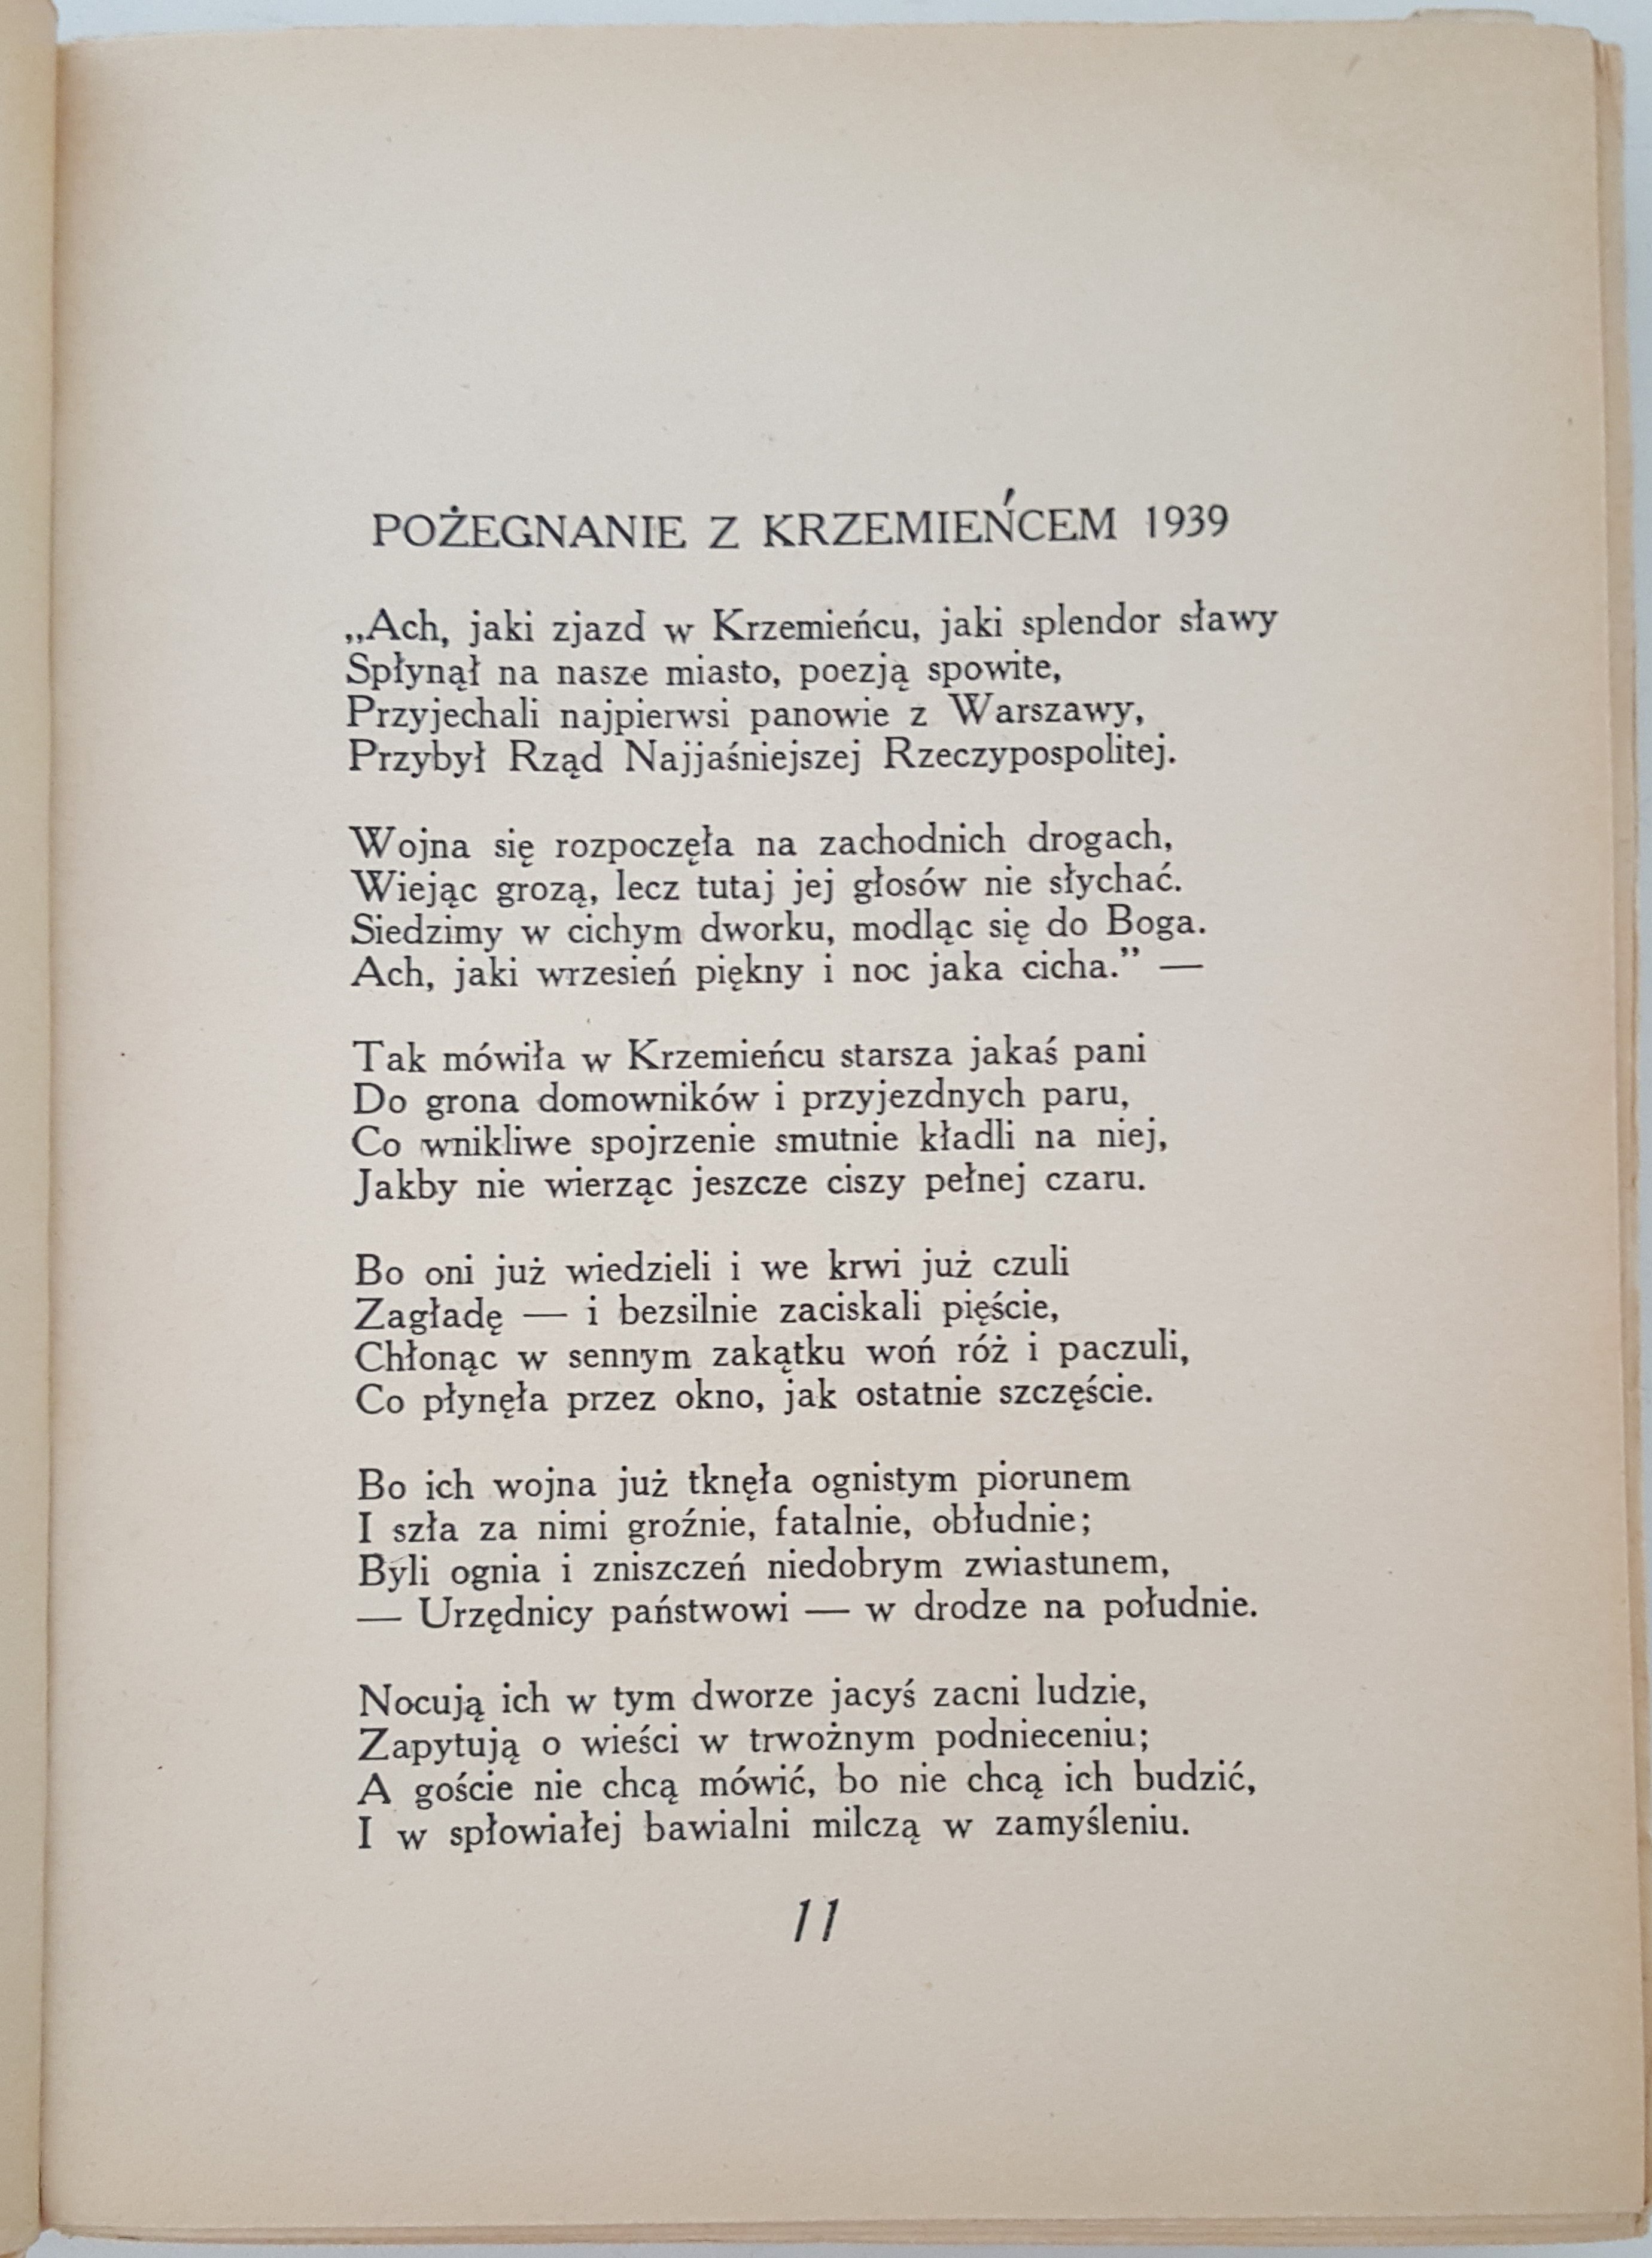 POŻEGNANIE Z KRZEMIEŃCEM 1939
„Ach, jaki zjazd w Krzemieńcu, jaki splendor sławy
Spłynął na nasze miasto, poezją spowite,
Przyjechali najpierwsi panowie z Warszawy,
Przybył Rząd Najjaśniejszej Rzeczypospolitej.
Wojna się rozpoczęła na zachodnich drogach,
Wiejąc grozą, lecz tutaj jej głosów nie słychać.
Siedzimy w cichym dworku, modląc się do Boga.
Ach, jaki wrzesień piękny i noc jaka cicha.” —
Tak mówiła w Krzemieńcu starsza jakaś pani
Do grona domowników i przyjezdnych paru,
Co wnikliwe spojrzenie smutnie kładli na niej,
Jakby nie wierząc jeszcze ciszy pełnej czaru.
Bo oni już wiedzieli i we krwi już czuli
Zagładę — i bezsilnie zaciskali pięście,
Chłonąc w sennym zakątku woń róż i paczuli,
Co płynęła przez okno, jak ostatnie szczęście.
Bo ich wojna już tknęła ognistym piorunem
I szła za nimi groźnie, fatalnie, obłudnie;
Byli ognia i zniszczeń niedobrym zwiastunem,
— Urzędnicy państwowi — w drodze na południe.
Nocują ich w tym dworze jacyś zacni ludzie,
Zapytują o wieści w trwożnym podnieceniu;
A goście nie chcą mówić, bo nie chcą ich budzić,
I w spłowiałej bawialni milczą w zamyśleniu.
11